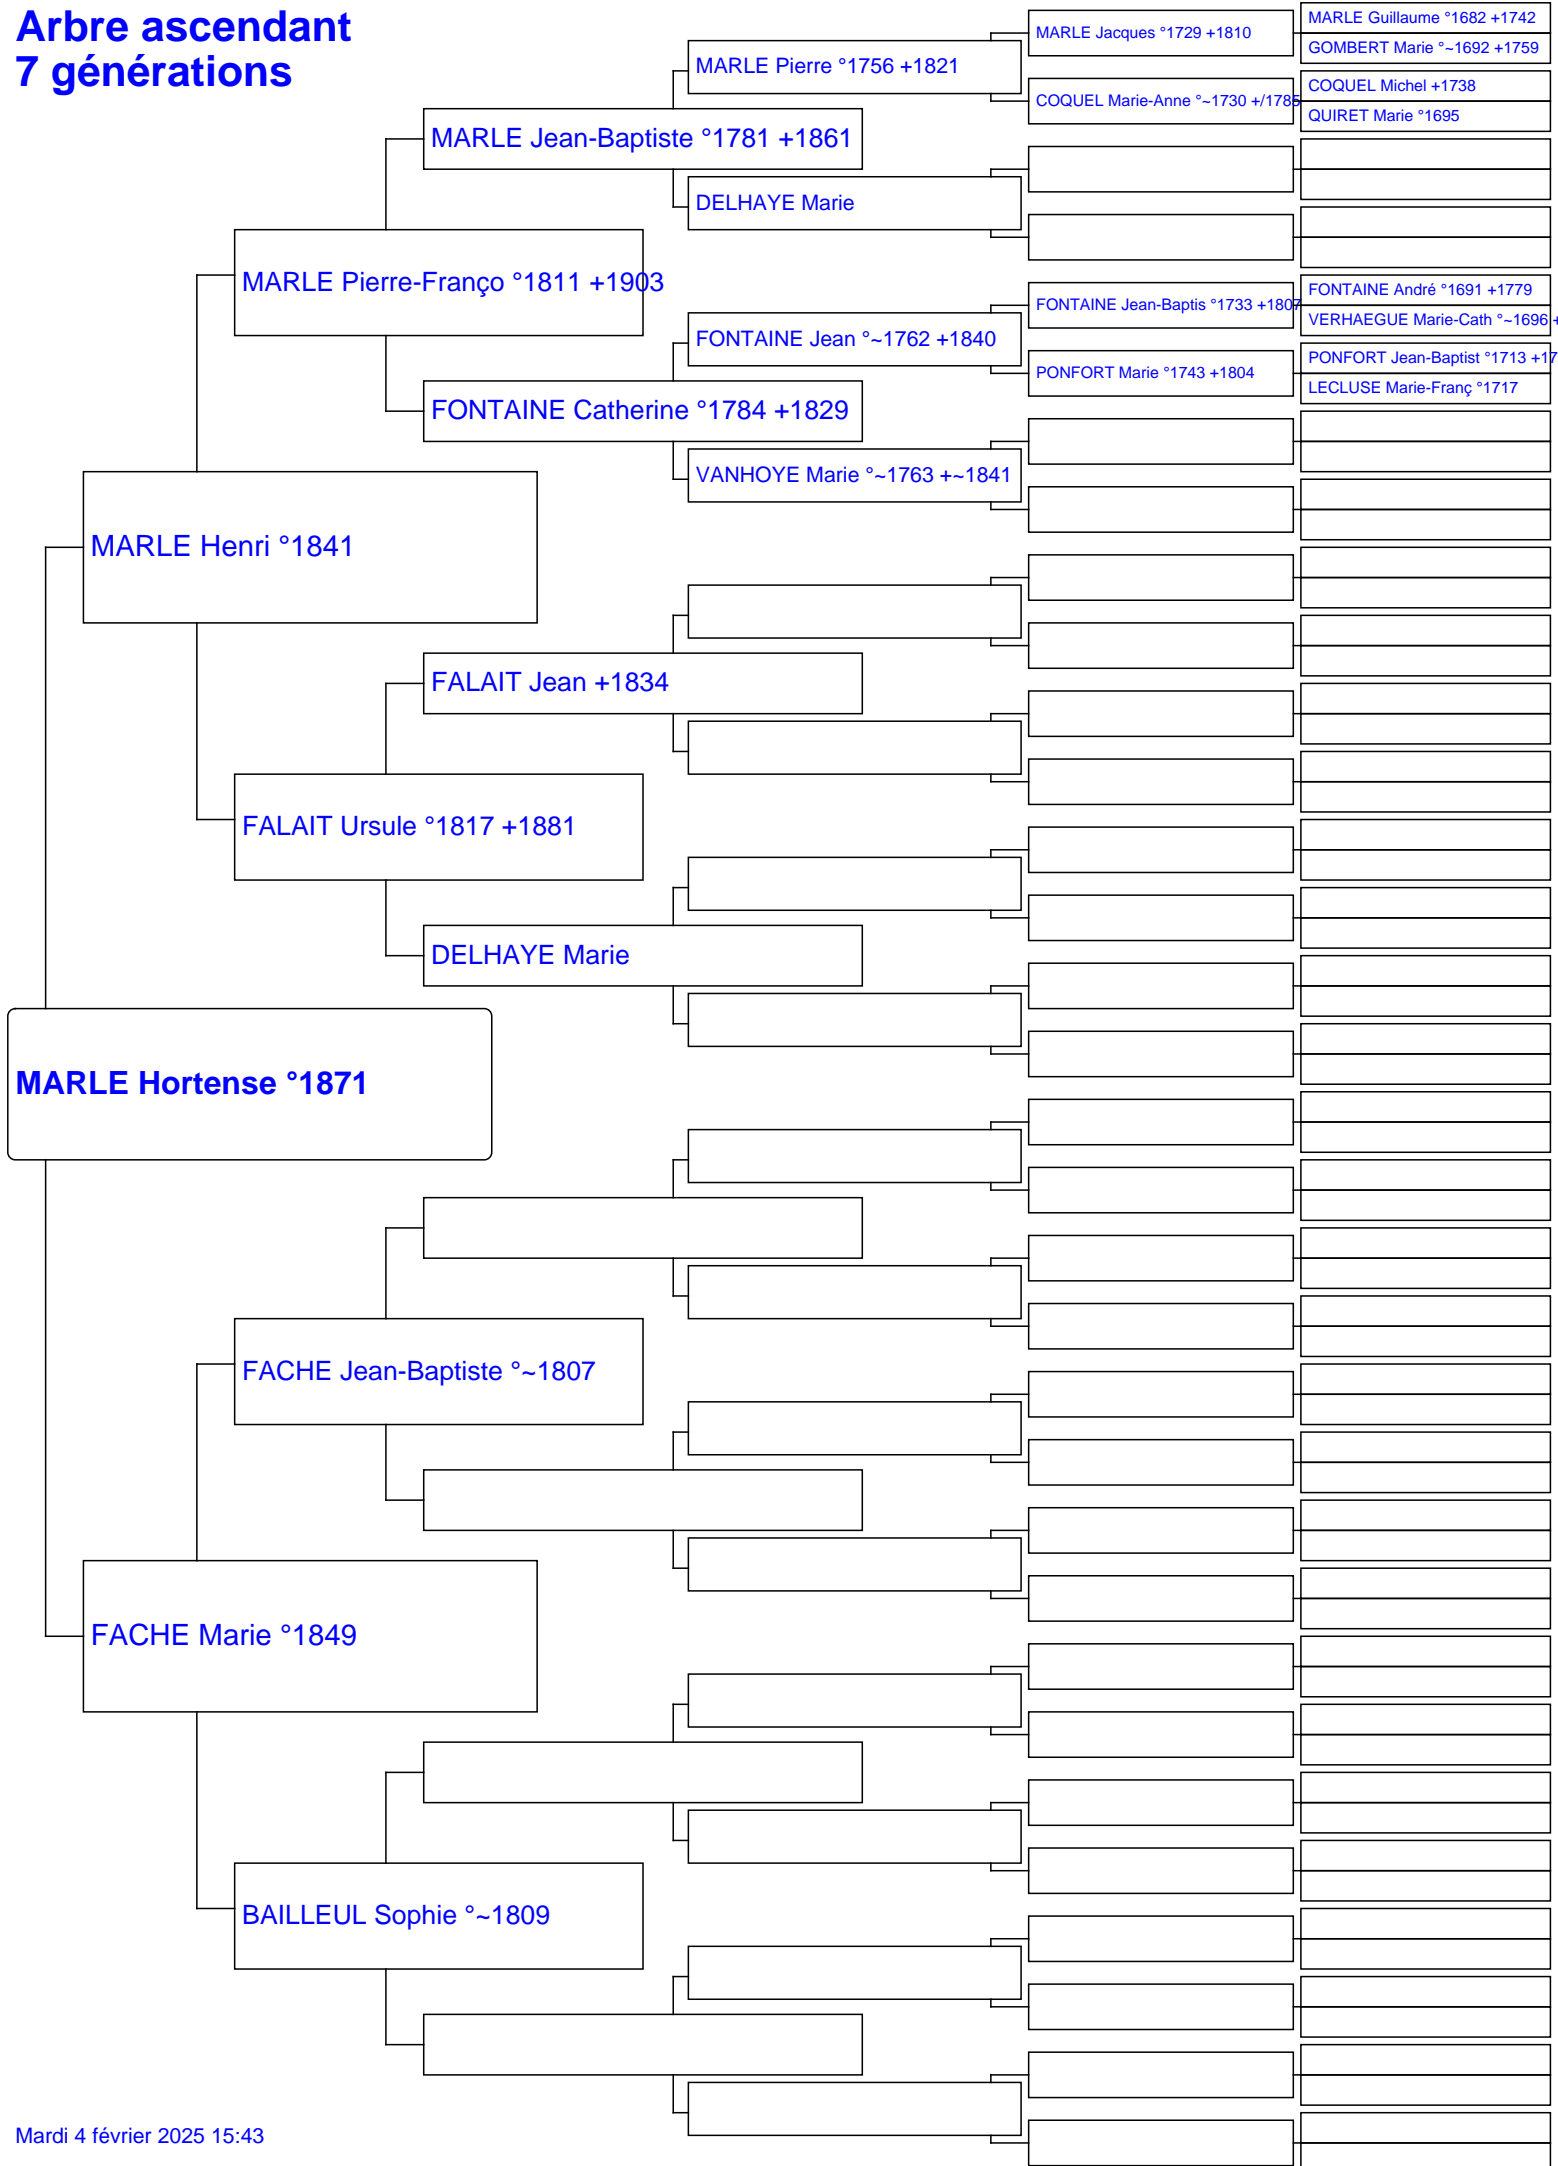 Arbre ascendant
7 générations
MARLE Guillaume °1682 +1742
MARLE Jacques °1729 +1810
GOMBERT Marie °~1692 +1759
MARLE Pierre °1756 +1821
COQUEL Michel +1738
COQUEL Marie-Anne °~1730 +/1785
QUIRET Marie °1695
MARLE Jean-Baptiste °1781 +1861
DELHAYE Marie
MARLE Pierre-Franço °1811 +1903
FONTAINE André °1691 +1779
FONTAINE Jean-Baptis °1733 +1807
VERHAEGUE Marie-Cath °~1696 +
FONTAINE Jean °~1762 +1840
PONFORT Jean-Baptist °1713 +17
PONFORT Marie °1743 +1804
LECLUSE Marie-Franç °1717
FONTAINE Catherine °1784 +1829
VANHOYE Marie °~1763 +~1841
MARLE Henri °1841
FALAIT Jean +1834
FALAIT Ursule °1817 +1881
DELHAYE Marie
MARLE Hortense °1871
FACHE Jean-Baptiste °~1807
FACHE Marie °1849
BAILLEUL Sophie °~1809
Mardi 4 février 2025 15:43